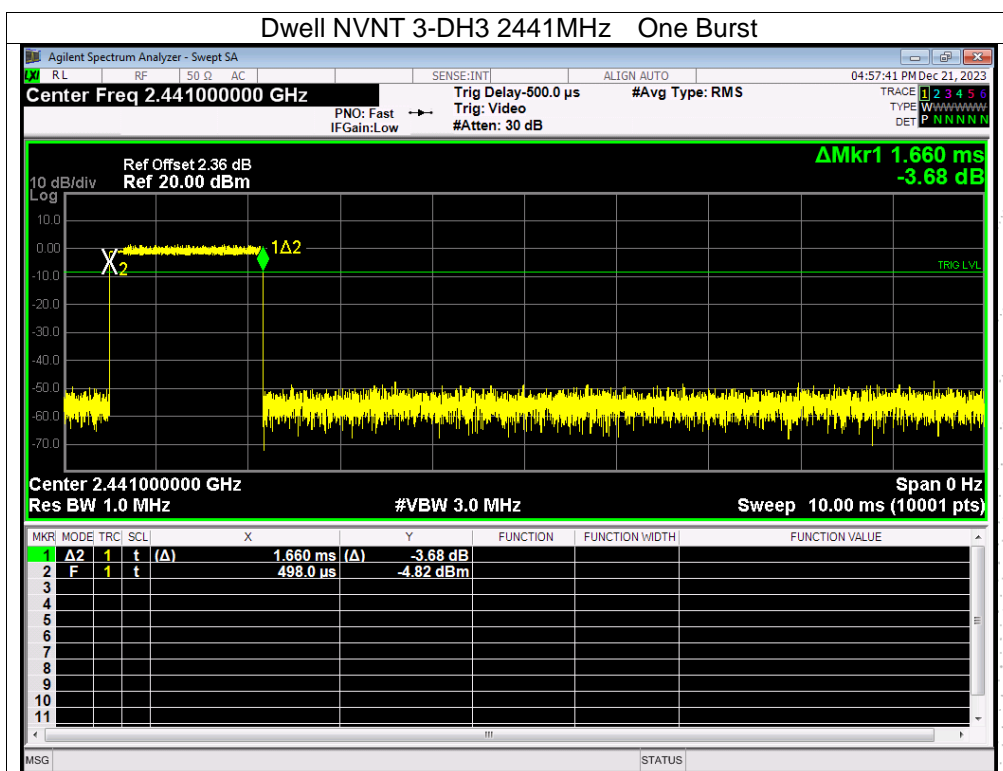 Dwell NVNT 3-DH3 2441MHz One Burst
Agilent Spectrum Analyzer - Swept SA
LXI RL RF 50 Ω AC SENSE:INT ALIGN AUTO 04:57:41 PM Dec 21, 2023
Center Freq 2.441000000 GHz
PNO: Fast
IFGain:Low
Trig Delay-500.0 µs
Trig: Video
#Atten: 30 dB
#Avg Type: RMS
TRACE 1 2 3 4 5 6
TYPE WWWWWW
DET P N N N N N
ΔMkr1 1.660 ms
-3.68 dB
Ref Offset 2.36 dB
10 dB/div Ref 20.00 dBm
Log
10.0
0.00
-10.0
-20.0
-30.0
-40.0
-50.0
-60.0
-70.0
1Δ2
2
TRIG LVL
Center 2.441000000 GHz Span 0 Hz
Res BW 1.0 MHz #VBW 3.0 MHz Sweep 10.00 ms (10001 pts)
MKR MODE TRC SCL X Y FUNCTION FUNCTION WIDTH FUNCTION VALUE
1 Δ2 1 t (Δ) 1.660 ms (Δ) -3.68 dB
2 F 1 t 498.0 µs -4.82 dBm
3
4
5
6
7
8
9
10
11
MSG STATUS